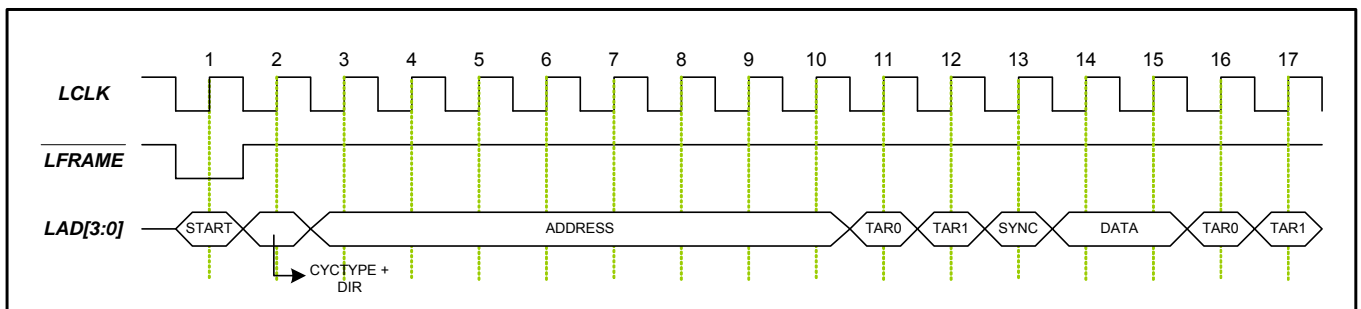 1 2 3 4 5 6 7 8 9 10 11 12 13 14 15 16 17
LCLK
LFRAME
LAD[3:0] START ADDRESS TAR0 TAR1 SYNC DATA TAR0 TAR1
CYCTYPE +
DIR